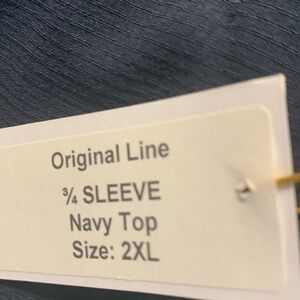 Original Line
¾ SLEEVE
Navy Top
Size: 2XL